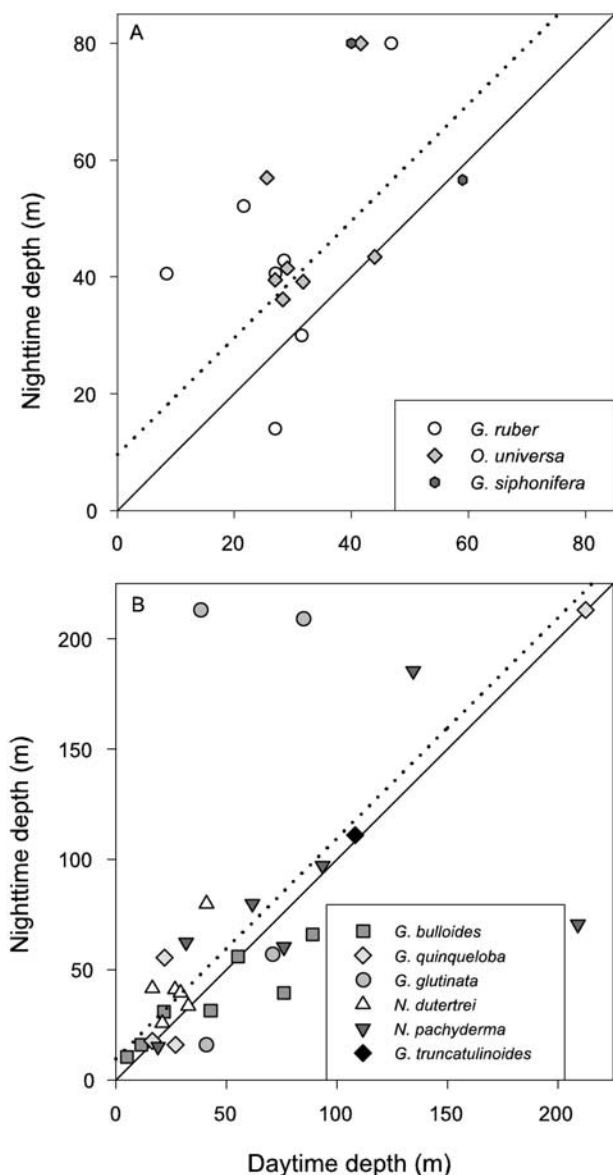 A
80
60
40
20
0
Nighttime depth (m)
G. ruber
O. universa
G. siphonifera
0 20 40 60 80
B
200
150
100
50
0
Nighttime depth (m)
G. bulloides
G. quinqueloba
G. glutinata
N. dutertrei
N. pachyderma
G. truncatulinoides
0 50 100 150 200
Daytime depth (m)